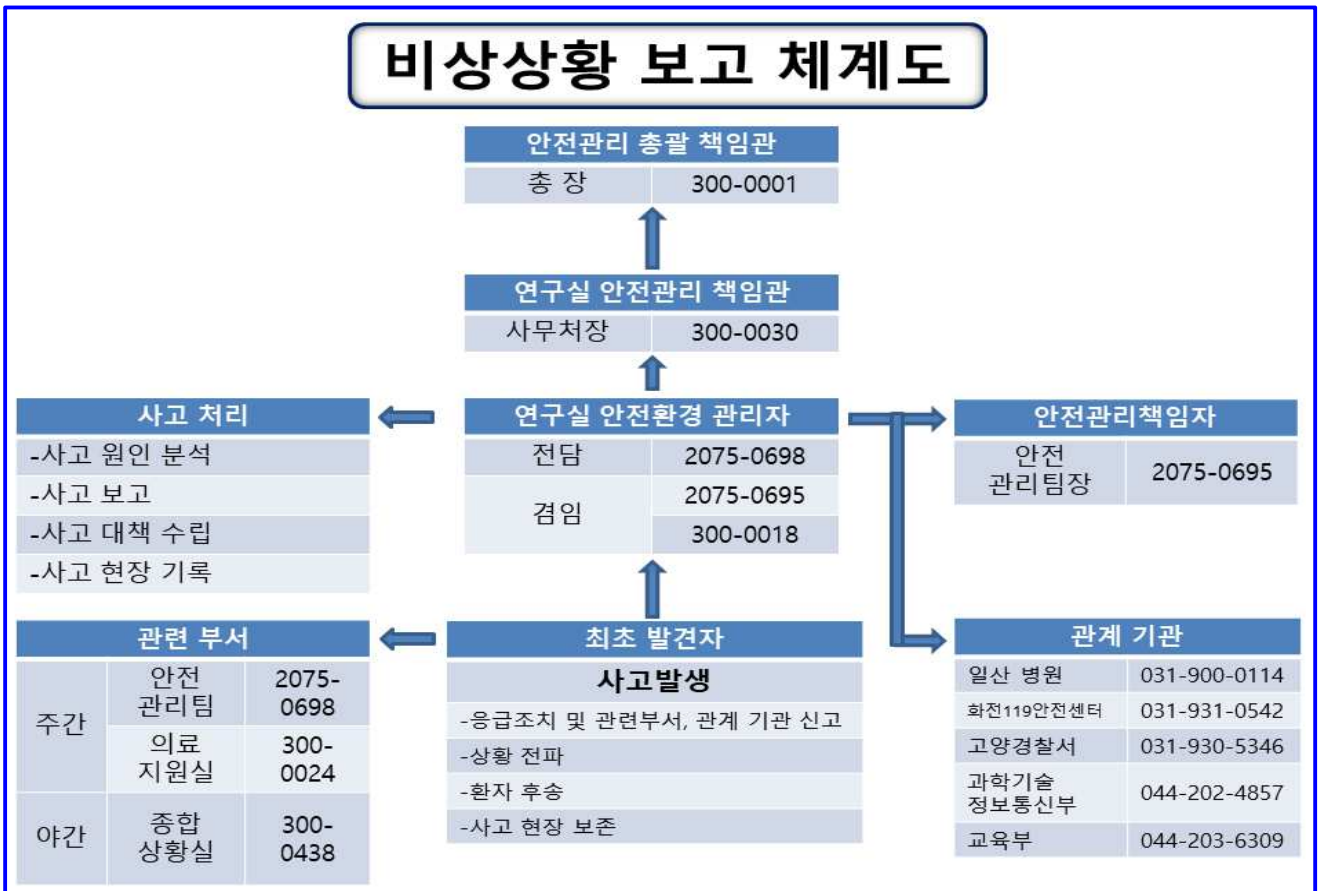 비상상황 보고 체계도
안전관리 총괄 책임관
총 장 300-0001
연구실 안전관리 책임관
사무처장 300-0030
사고 처리
-사고 원인 분석
-사고 보고
-사고 대책 수립
-사고 현장 기록
연구실 안전환경 관리자
전담 2075-0698
겸임 2075-0695
300-0018
안전관리책임자
안전
관리팀장 2075-0695
관련 부서
주간
안전
관리팀
2075-
0698
의료
지원실
300-
0024
야간
종합
상황실
300-
0438
최초 발견자
사고발생
-응급조치 및 관련부서, 관계 기관 신고
-상황 전파
-환자 후송
-사고 현장 보존
관계 기관
일산 병원 031-900-0114
화전119안전센터 031-931-0542
고양경찰서 031-930-5346
과학기술
정보통신부 044-202-4857
교육부 044-203-6309